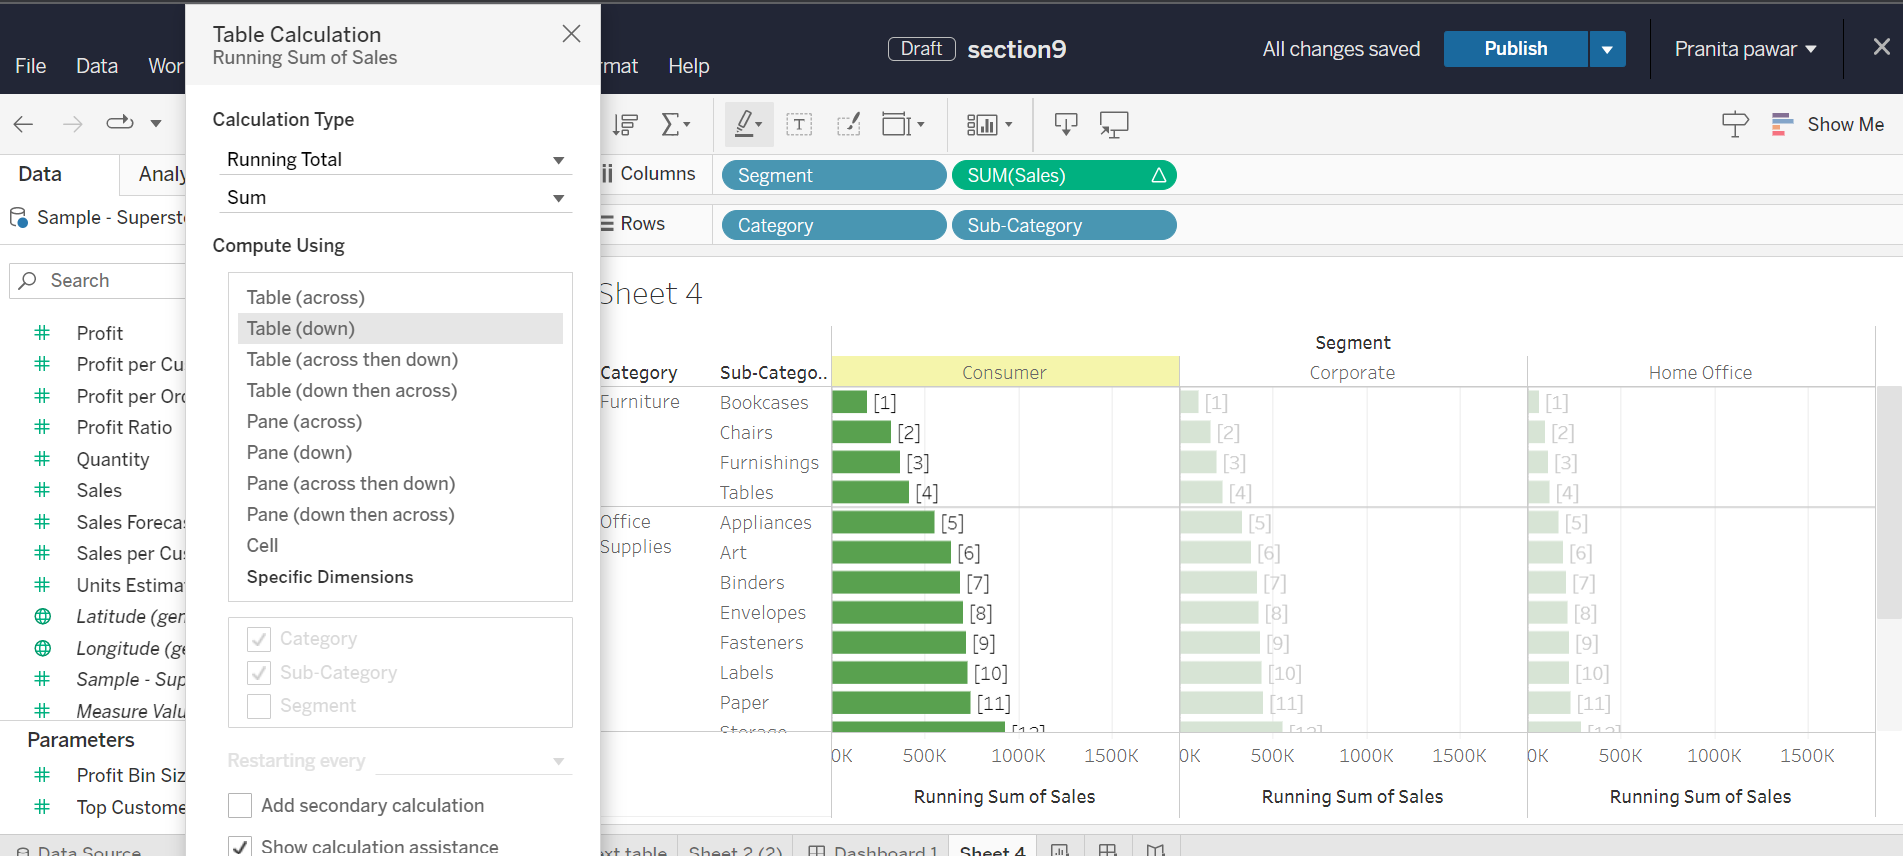 File
Data
Wor
rmat
Help
Draft
section9
All changes saved
Publish
Pranita pawar
Table Calculation
Running Sum of Sales
Calculation Type
Running Total
Sum
Compute Using
Table (across)
Table (down)
Table (across then down)
Table (down then across)
Pane (across)
Pane (down)
Pane (across then down)
Pane (down then across)
Cell
Specific Dimensions
Category
Sub-Category
Segment
Restarting every
Add secondary calculation
Show calculation assistance
Show Me
Data
Analy
Sample - Superst
Search
Profit
Profit per Cu
Profit per Ord
Profit Ratio
Quantity
Sales
Sales Foreca
Sales per Cu
Units Estima
Latitude (gen
Longitude (ge
Sample - Sup
Measure Valu
Parameters
Profit Bin Siz
Top Custome
Data Source
Columns
Segment
SUM(Sales)
Rows
Category
Sub-Category
Sheet 4
Segment
Category
Sub-Catego..
Consumer
Corporate
Home Office
Furniture
Bookcases [1] [1] [1]
Chairs [2] [2] [2]
Furnishings [3] [3] [3]
Tables [4] [4] [4]
Office
Supplies
Appliances [5] [5] [5]
Art [6] [6] [6]
Binders [7] [7] [7]
Envelopes [8] [8] [8]
Fasteners [9] [9] [9]
Labels [10] [10] [10]
Paper [11] [11] [11]
Storage [12] [12] [12]
0K 500K 1000K 1500K
0K 500K 1000K 1500K
0K 500K 1000K 1500K
Running Sum of Sales
Running Sum of Sales
Running Sum of Sales
ext table
Sheet 2 (2)
Dashboard 1
Sheet 4